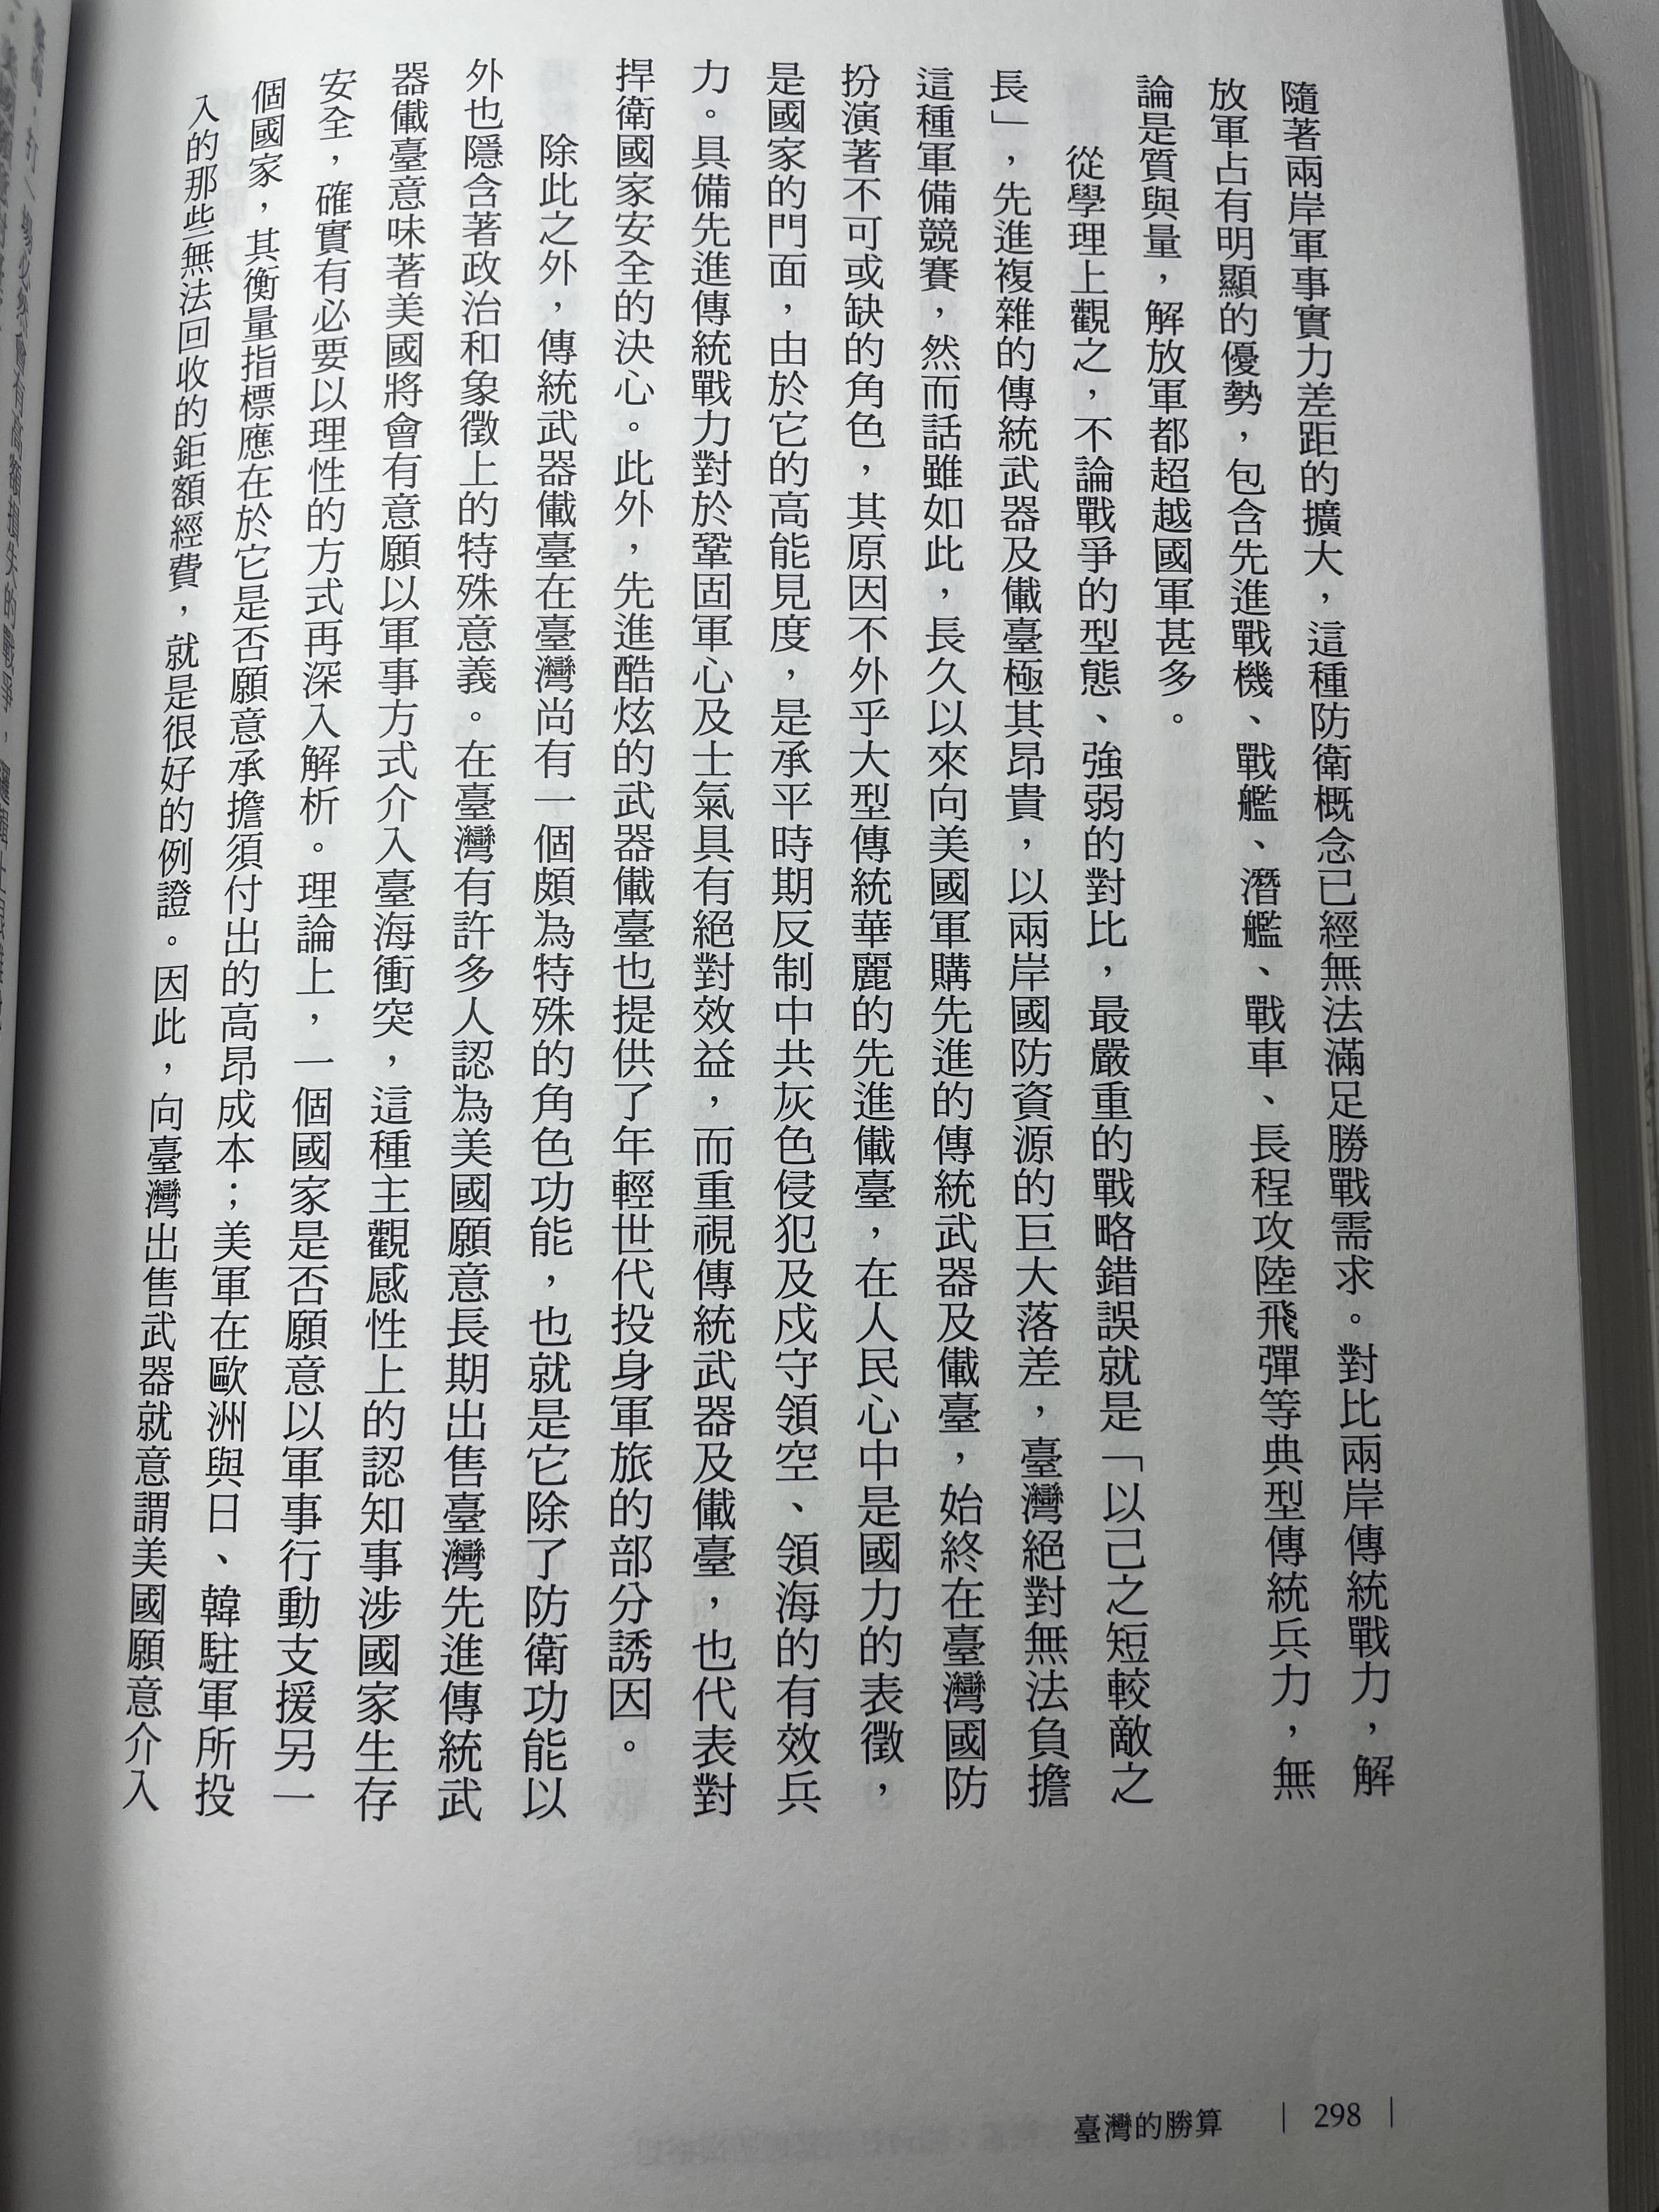 隨著兩岸軍事實力差距的擴大，這種防衛概念已經無法滿足勝戰需求。對比兩岸傳統戰力，解
放軍占有明顯的優勢，包含先進戰機、戰艦、潛艦、戰車、長程攻陸飛彈等典型傳統兵力，無
論是質與量，解放軍都超越國軍甚多。
從學理上觀之，不論戰爭的型態、強弱的對比，最嚴重的戰略錯誤就是「以己之短較敵之
長」，先進複雜的傳統武器及儎臺極其昂貴，以兩岸國防資源的巨大落差，臺灣絕對無法負擔
這種軍備競賽，然而話雖如此，長久以來向美國軍購先進的傳統武器及儎臺，始終在臺灣國防
扮演著不可或缺的角色，其原因不外乎大型傳統華麗的先進儎臺，在人民心中是國力的表徵，
是國家的門面，由於它的高能見度，是承平時期反制中共灰色侵犯及戍守領空、領海的有效兵
力。具備先進傳統戰力對於鞏固軍心及士氣具有絕對效益，而重視傳統武器及儎臺，也代表對
捍衛國家安全的決心。此外，先進酷炫的武器儎臺也提供了年輕世代投身軍旅的部分誘因。
除此之外，傳統武器儎臺在臺灣尚有一個頗為特殊的角色功能，也就是它除了防衛功能以
外也隱含著政治和象徵上的特殊意義。在臺灣有許多人認為美國願意長期出售臺灣先進傳統武
器儎臺意味著美國將會有意願以軍事方式介入臺海衝突，這種主觀感性上的認知事涉國家生存
安全，確實有必要以理性的方式再深入解析。理論上，一個國家是否願意以軍事行動支援另一
個國家，其衡量指標應在於它是否願意承擔須付出的高昂成本；美軍在歐洲與日、韓駐軍所投
入的那些無法回收的鉅額經費，就是很好的例證。因此，向臺灣出售武器就意謂美國願意介入
臺灣的勝算 | 298 |